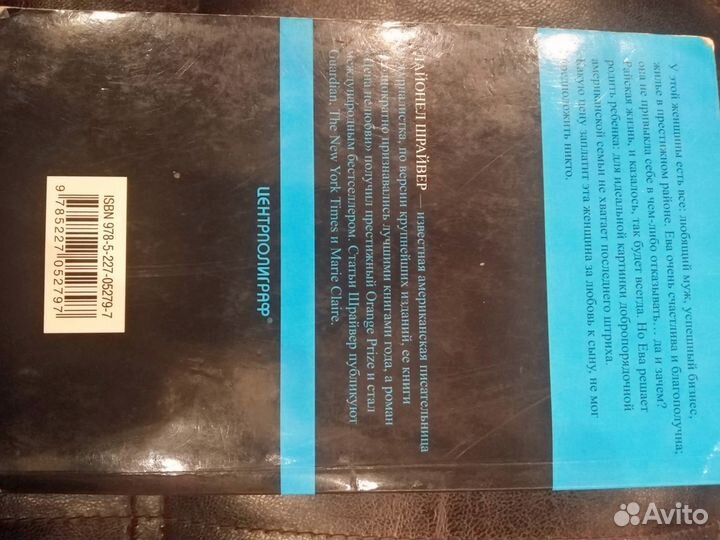 У этой женщины есть все: любящий муж, успешный бизнес,
жилье в престижном районе. Ева очень счастлива и благополучна;
она не привыкла себе в чем-либо отказывать... да и зачем?
Райская жизнь, и казалось, так будет всегда. Но Ева решает
родить ребенка: для идеальной картинки добропорядочной
американской семьи не хватает последнего штриха.
Какую цену заплатит эта женщина за любовь к сыну, не мог
предположить никто.
ЛАЙОНЕЛ ШРАЙВЕР — известная американская писательница
и журналистка, по версии крупнейших изданий, ее книги
неоднократно признавались лучшими книгами года, а роман
«Цена нелюбви» получил престижный Orange Prize и стал
международным бестселлером. Статьи Шрайвер публикуют
Guardian, The New York Times и Marie Claire.
ЦЕНТРПОЛИГРАФ®
ISBN 978-5-227-05279-7
9 785227 052797
Avito